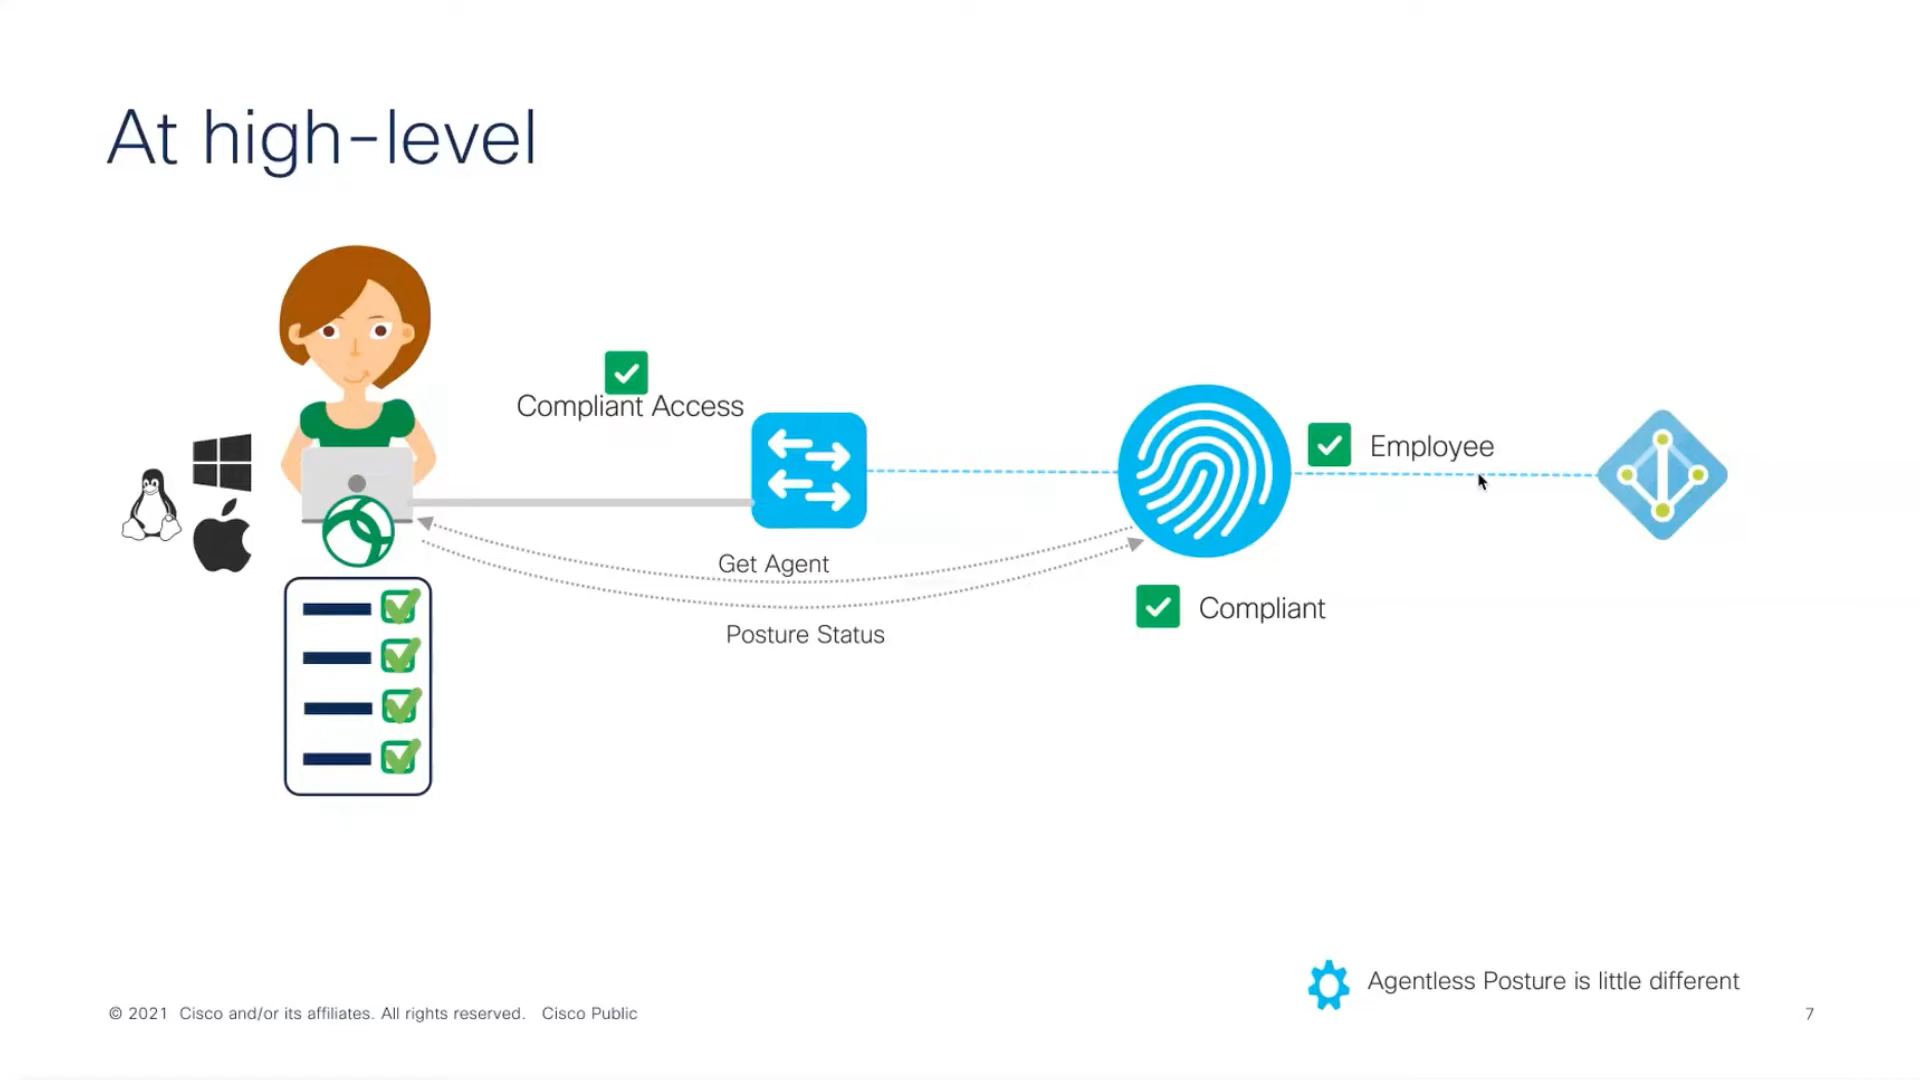 At high-level
Compliant Access
Employee
Get Agent
Compliant
Posture Status
Agentless Posture is little different
© 2021 Cisco and/or its affiliates. All rights reserved. Cisco Public
7